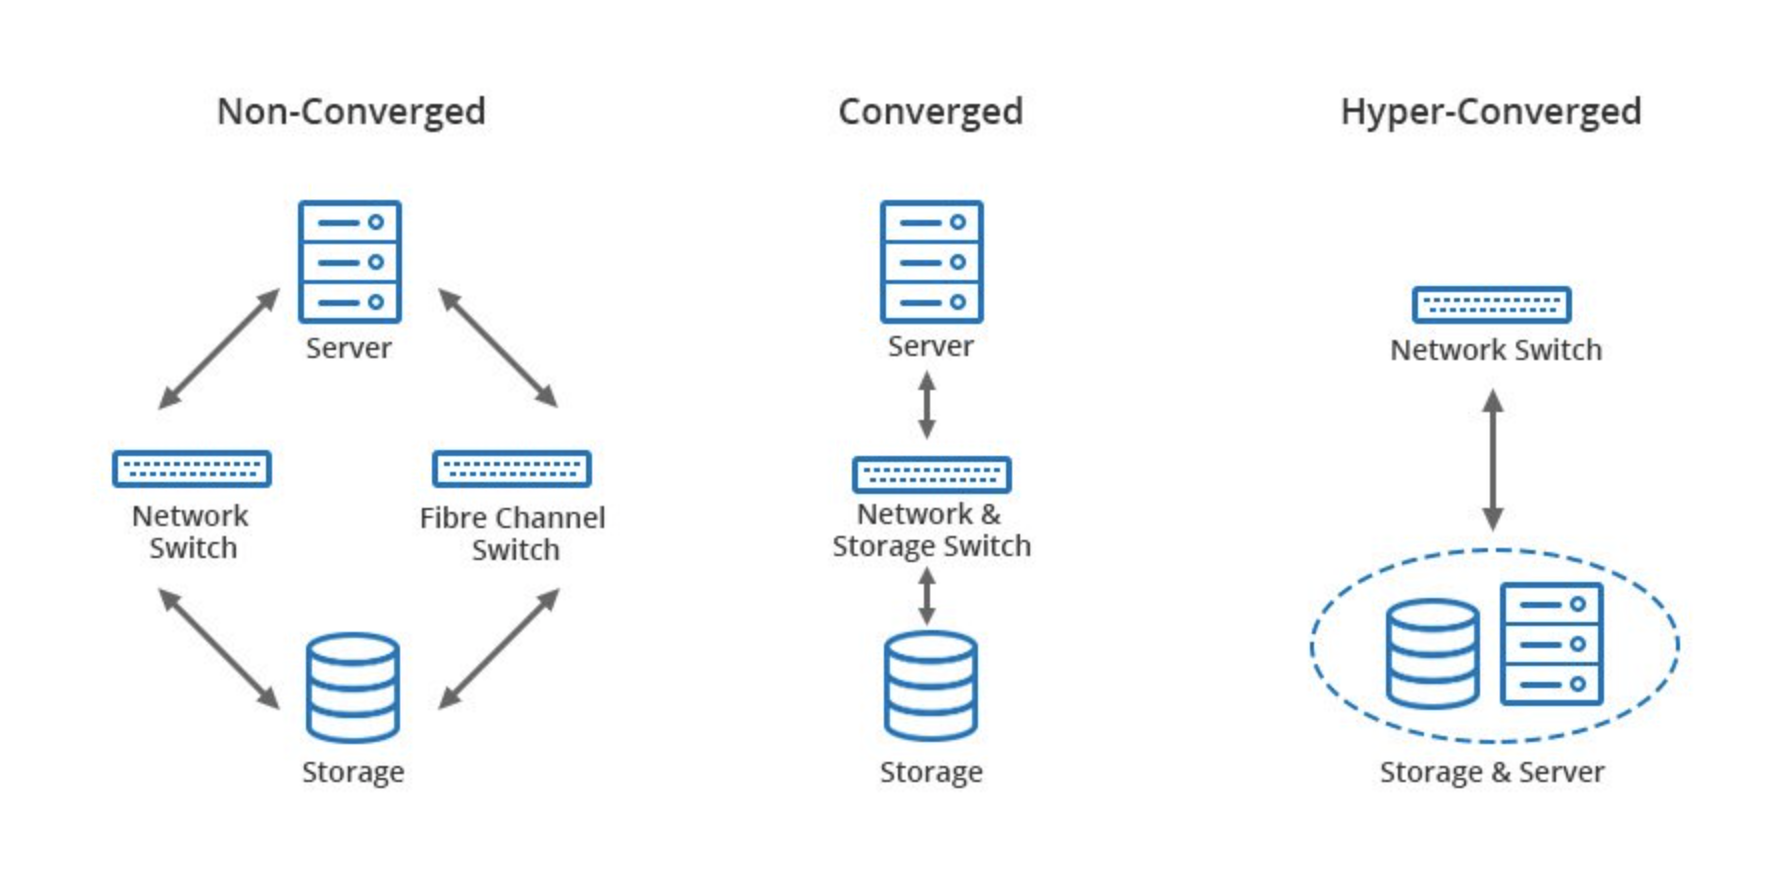 Non-Converged
Server
Network
Switch
Fibre Channel
Switch
Storage
Converged
Server
Network &
Storage Switch
Storage
Hyper-Converged
Network Switch
Storage & Server